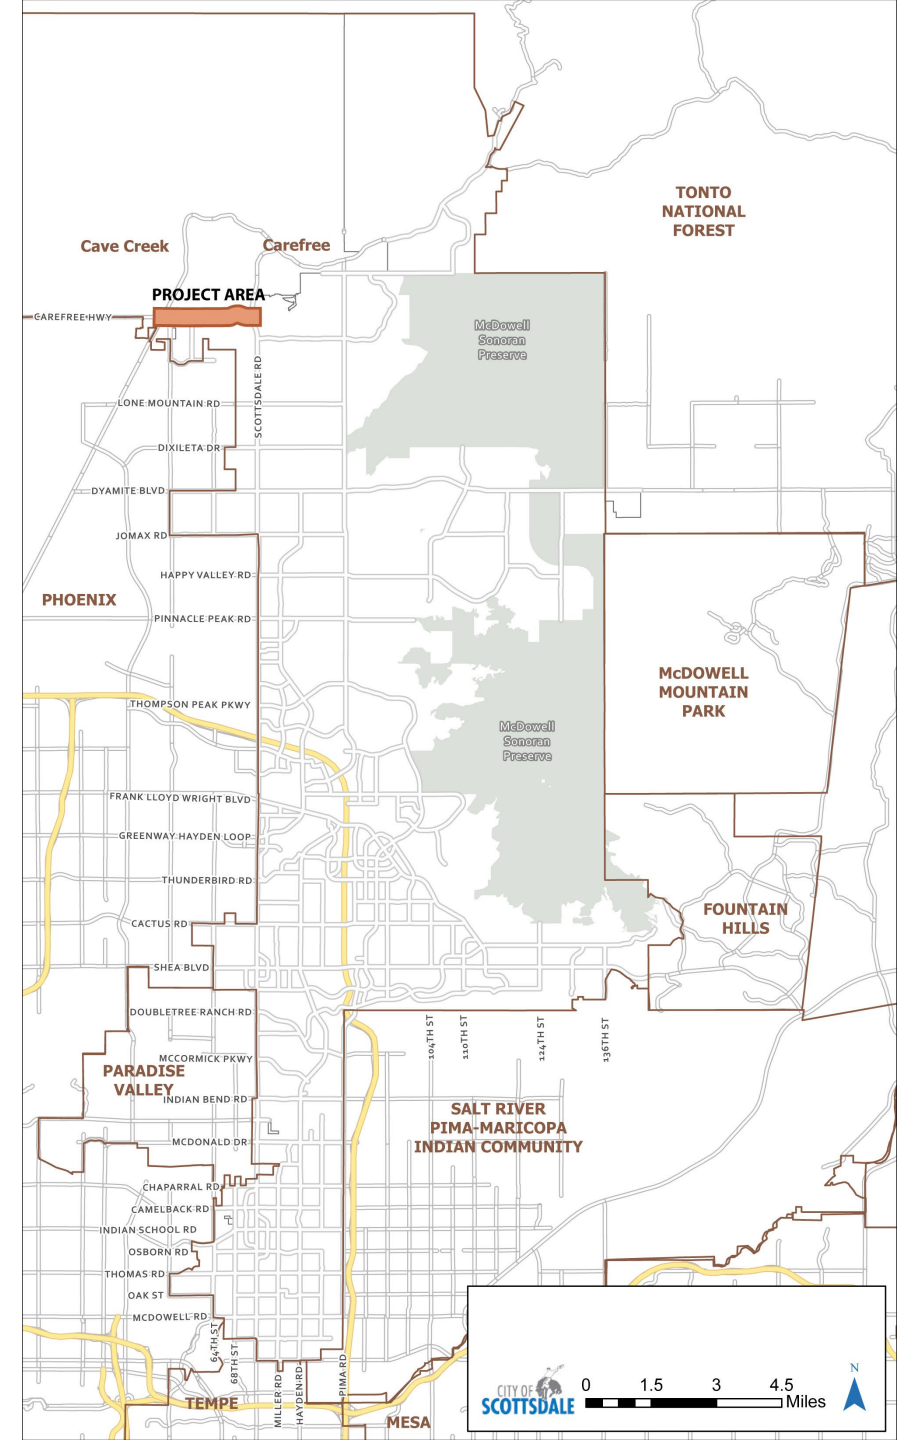 TONTO
NATIONAL
FOREST
Cave Creek
Carefree
PROJECT AREA
CAREFREE HWY
McDowell
Sonoran
Preserve
SCOTTSDALE RD
LONE MOUNTAIN RD
DIXILETA DR
DYAMITE BLVD
JOMAX RD
HAPPY VALLEY RD
PHOENIX
PINNACLE PEAK RD
McDOWELL
MOUNTAIN
PARK
THOMPSON PEAK PKWY
McDowell
Sonoran
Preserve
FRANK LLOYD WRIGHT BLVD
GREENWAY HAYDEN LOOP
THUNDERBIRD RD
FOUNTAIN
HILLS
CACTUS RD
SHEA BLVD
DOUBLETREE RANCH RD
104TH ST
110TH ST
124TH ST
136TH ST
MCCORMICK PKWY
PARADISE
VALLEY
INDIAN BEND RD
SALT RIVER
PIMA-MARICOPA
INDIAN COMMUNITY
MCDONALD DR
CHAPARRAL RD
CAMELBACK RD
INDIAN SCHOOL RD
OSBORN RD
THOMAS RD
OAK ST
MCDOWELL RD
64TH ST
68TH ST
MILLER RD
HAYDEN RD
PIMA RD
TEMPE
MESA
CITY OF
SCOTTSDALE
0 1.5 3 4.5
Miles
N